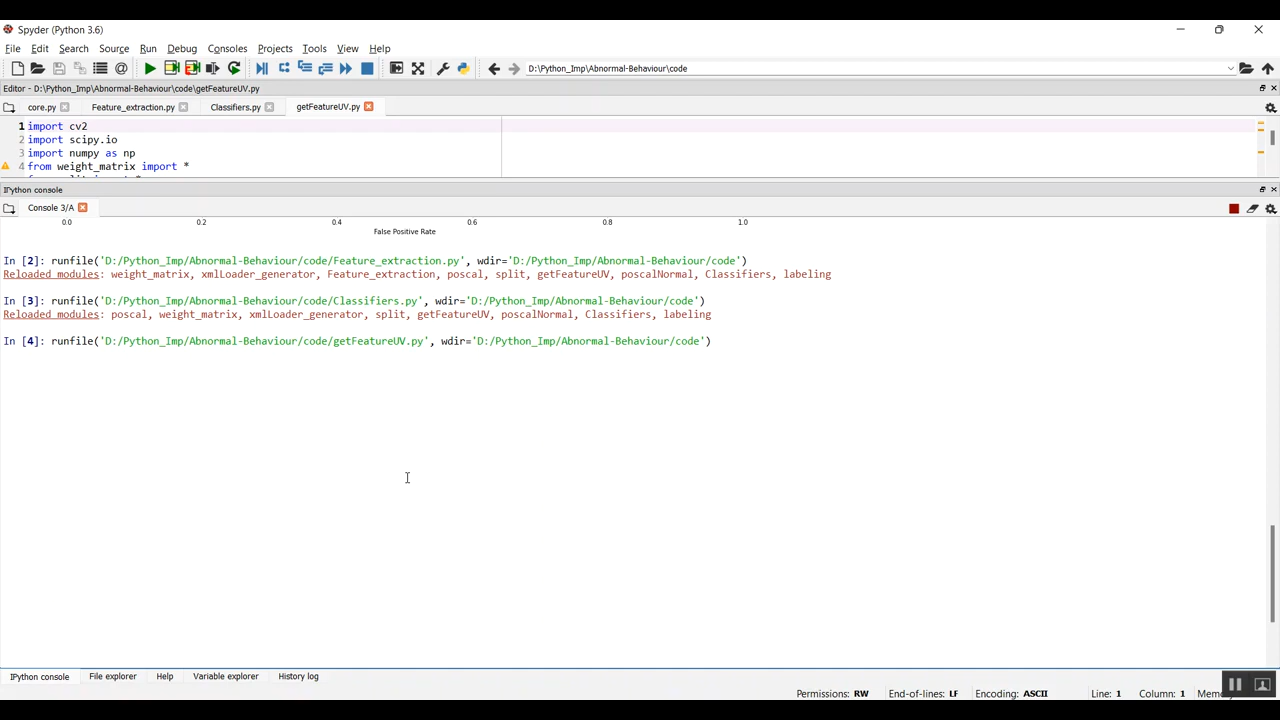 Spyder (Python 3.6)
File Edit Search Source Run Debug Consoles Projects Tools View Help
D:\Python_Imp\Abnormal-Behaviour\code
Editor - D:\Python_Imp\Abnormal-Behaviour\code\getFeatureUV.py
core.py Feature_extraction.py Classifiers.py getFeatureUV.py
1 import cv2
2 import scipy.io
3 import numpy as np
4 from weight_matrix import *
IPython console
Console 3/A
0.0 0.2 0.4 0.6 0.8 1.0
False Positive Rate
In [2]: runfile('D:/Python_Imp/Abnormal-Behaviour/code/Feature_extraction.py', wdir='D:/Python_Imp/Abnormal-Behaviour/code')
Reloaded modules: weight_matrix, xmlLoader_generator, Feature_extraction, poscal, split, getFeatureUV, poscalNormal, Classifiers, labeling
In [3]: runfile('D:/Python_Imp/Abnormal-Behaviour/code/Classifiers.py', wdir='D:/Python_Imp/Abnormal-Behaviour/code')
Reloaded modules: poscal, weight_matrix, xmlLoader_generator, split, getFeatureUV, poscalNormal, Classifiers, labeling
In [4]: runfile('D:/Python_Imp/Abnormal-Behaviour/code/getFeatureUV.py', wdir='D:/Python_Imp/Abnormal-Behaviour/code')
IPython console File explorer Help Variable explorer History log
Permissions: RW End-of-lines: LF Encoding: ASCII Line: 1 Column: 1